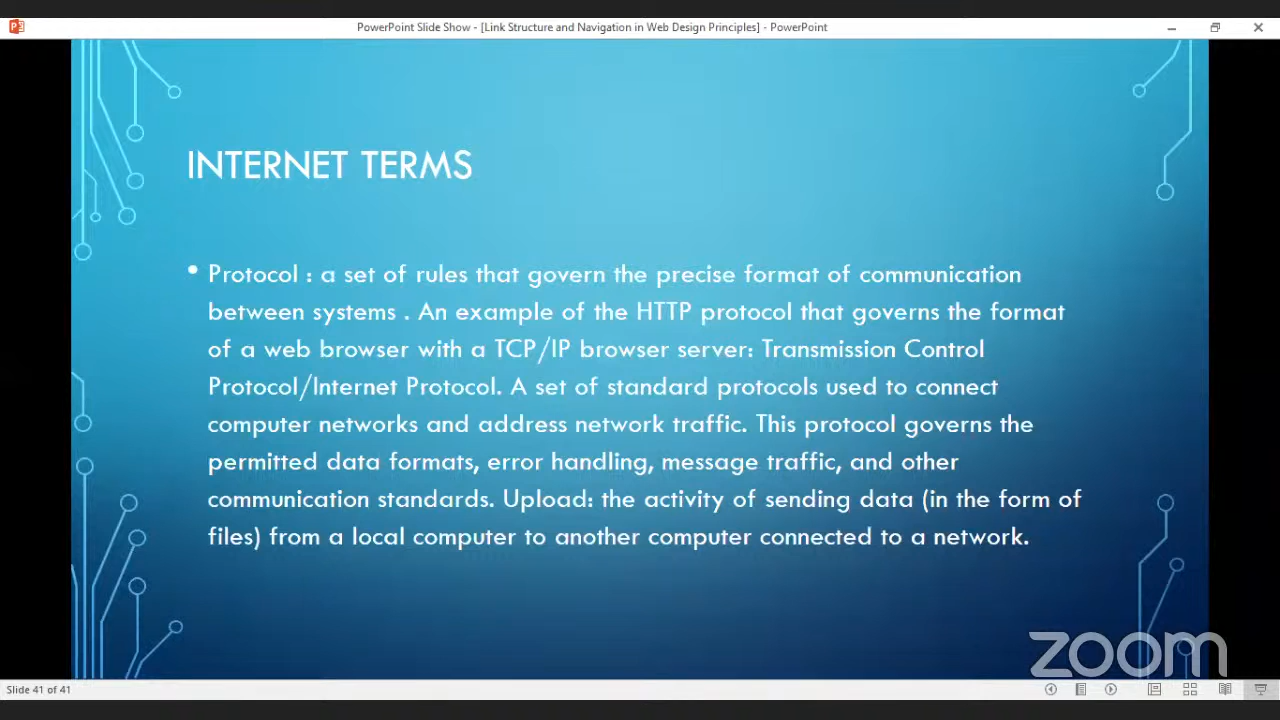 PowerPoint Slide Show - [Link Structure and Navigation in Web Design Principles] - PowerPoint
INTERNET TERMS
• Protocol : a set of rules that govern the precise format of communication
between systems . An example of the HTTP protocol that governs the format
of a web browser with a TCP/IP browser server: Transmission Control
Protocol/Internet Protocol. A set of standard protocols used to connect
computer networks and address network traffic. This protocol governs the
permitted data formats, error handling, message traffic, and other
communication standards. Upload: the activity of sending data (in the form of
files) from a local computer to another computer connected to a network.
zoom
Slide 41 of 41